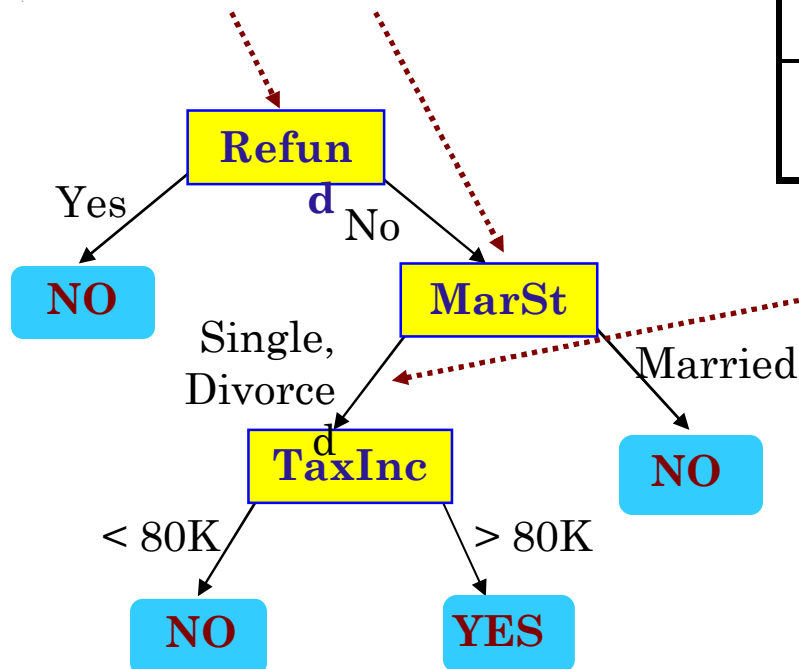 Refun
d
Yes
No
NO
MarSt
Single,
Divorce
d
Married
TaxInc
NO
< 80K
> 80K
NO
YES